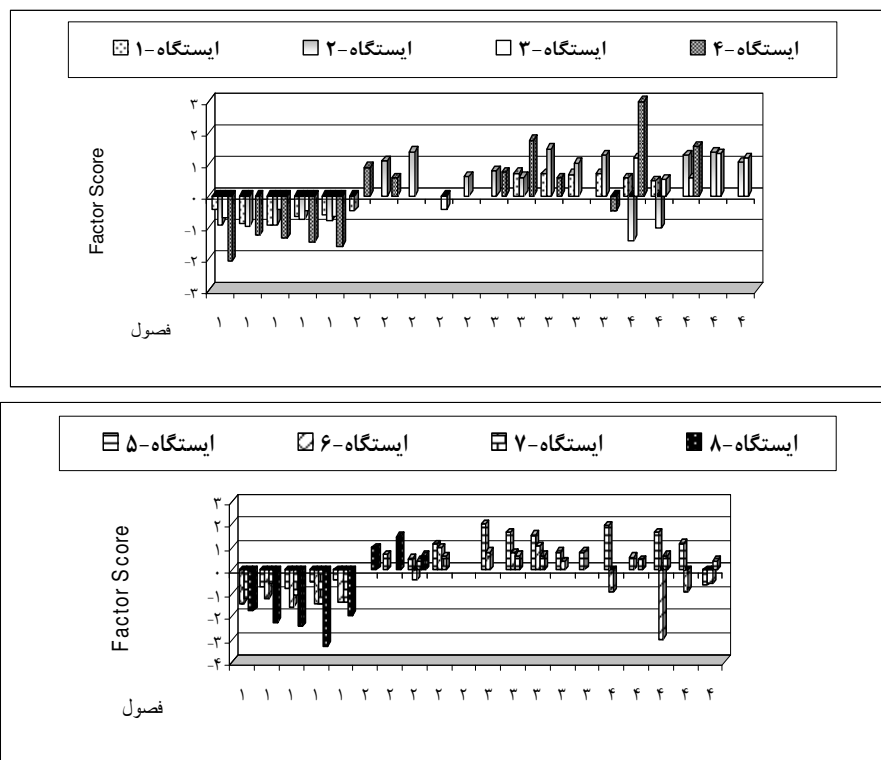 ایستگاه-۱ ایستگاه-۲ ایستگاه-۳ ایستگاه-۴
۳
۲
۱
۰
-۱
-۲
-۳
Factor Score
۱ ۱ ۱ ۱ ۱ ۲ ۲ ۲ ۲ ۲ ۳ ۳ ۳ ۳ ۳ ۴ ۴ ۴ ۴ ۴
فصول
ایستگاه-۵ ایستگاه-۶ ایستگاه-۷ ایستگاه-۸
۳
۲
۱
۰
-۱
-۲
-۳
-۴
Factor Score
۱ ۱ ۱ ۱ ۱ ۲ ۲ ۲ ۲ ۲ ۳ ۳ ۳ ۳ ۳ ۴ ۴ ۴ ۴ ۴
فصول